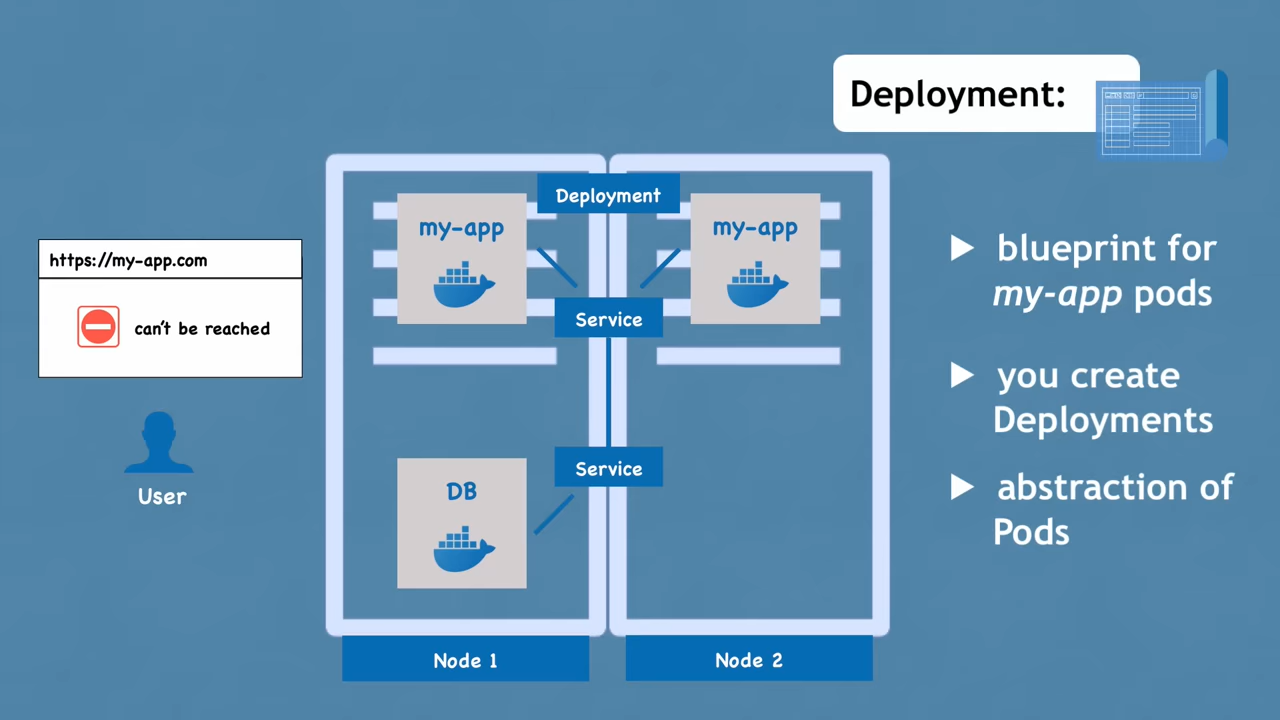 Deployment:
Deployment
my-app
my-app
https://my-app.com
can't be reached
User
Service
Service
DB
Node 1
Node 2
blueprint for
my-app pods
you create
Deployments
abstraction of
Pods